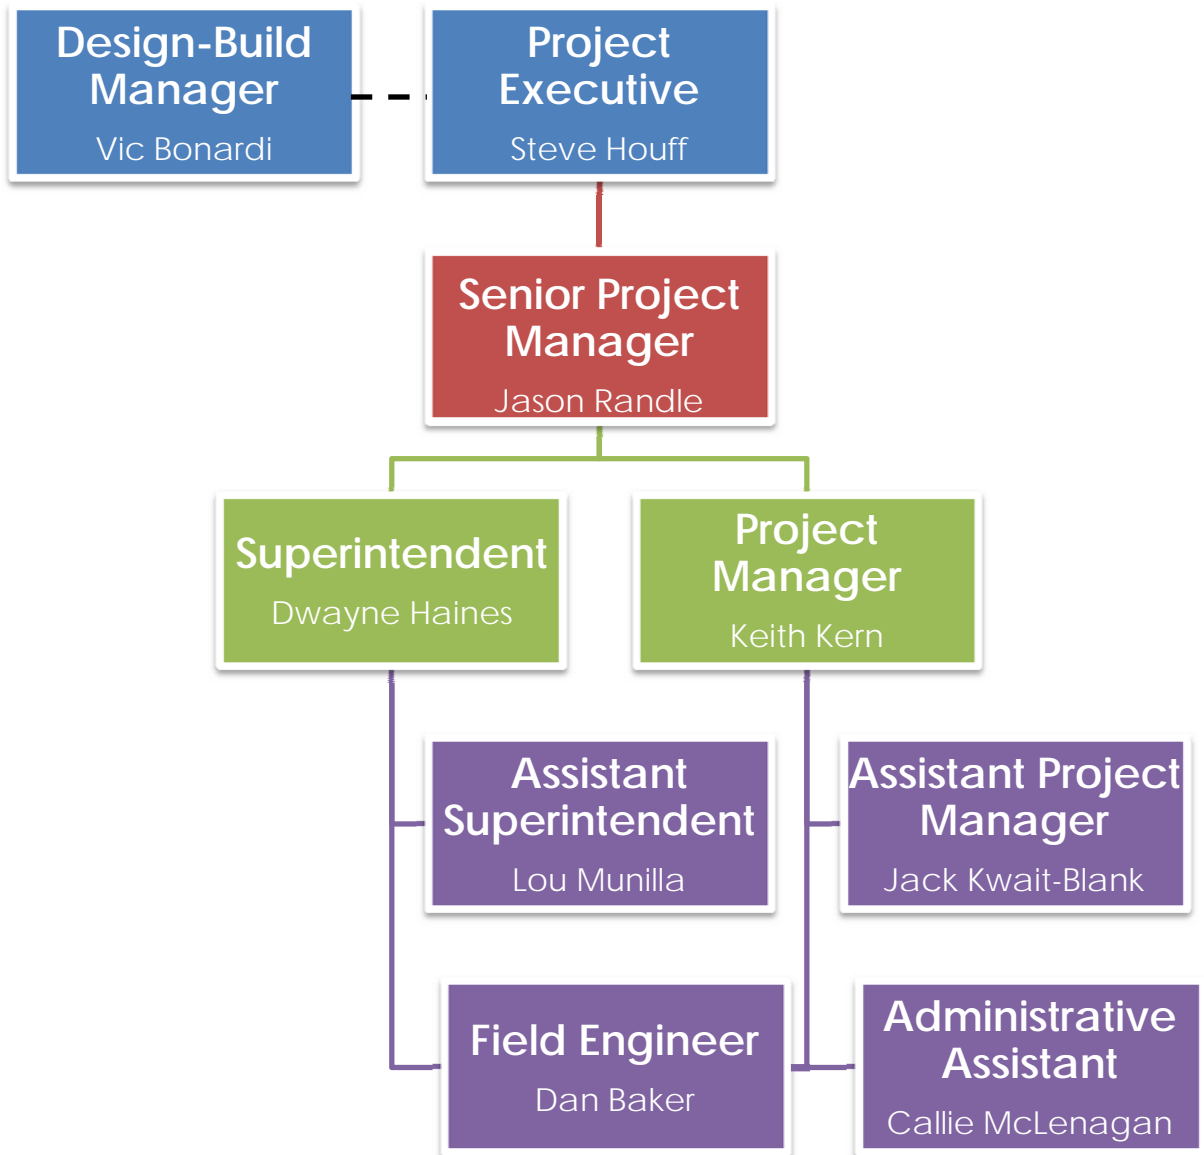 Design-Build
Manager
Vic Bonardi
Project
Executive
Steve Houff
Senior Project
Manager
Jason Randle
Superintendent
Dwayne Haines
Project
Manager
Keith Kern
Assistant
Superintendent
Lou Munilla
Assistant Project
Manager
Jack Kwait-Blank
Field Engineer
Dan Baker
Administrative
Assistant
Callie McLenagan